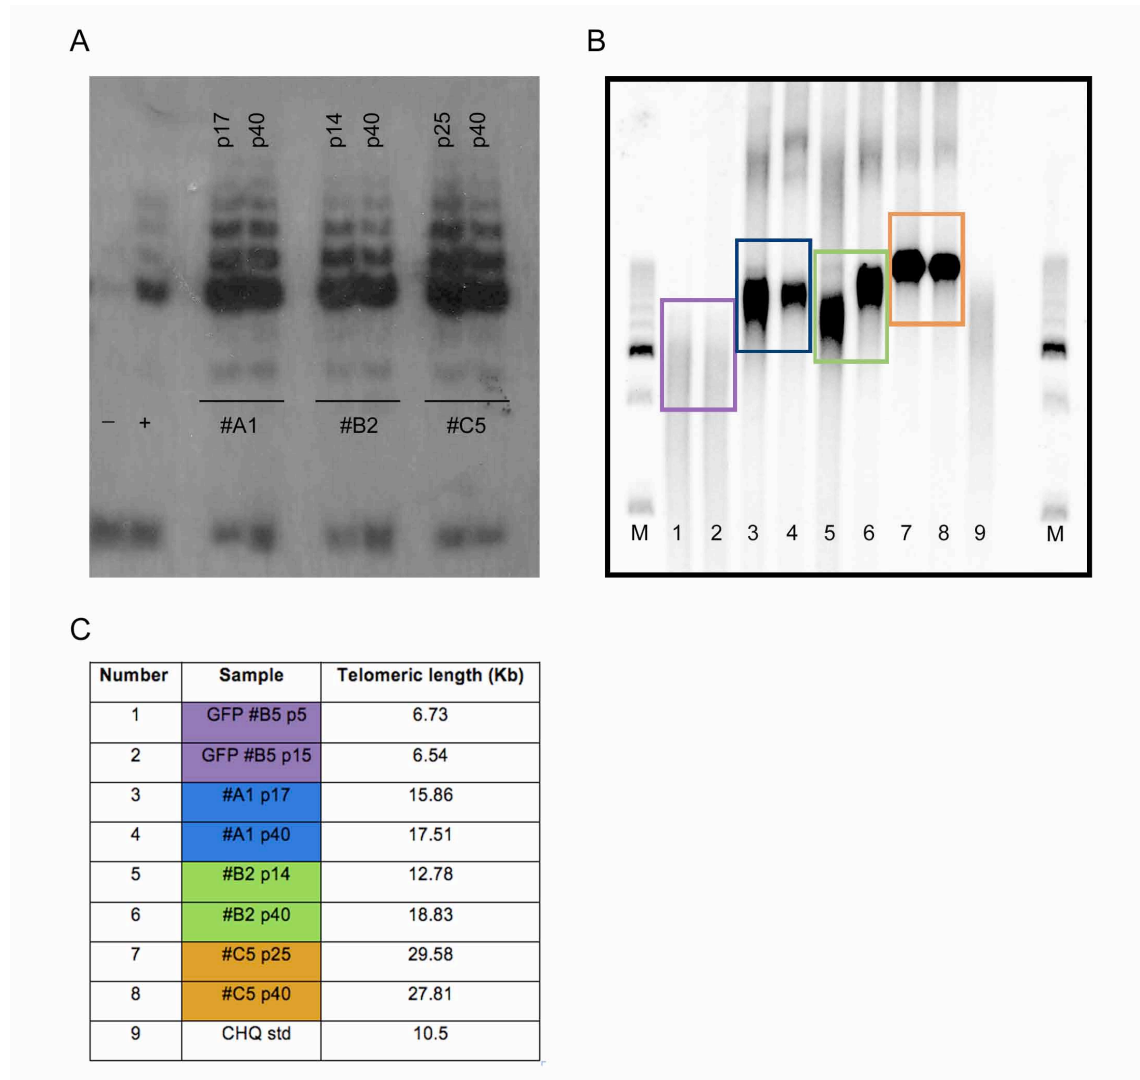 A
B
p17 p40 p14 p40 p25 p40
– + #A1 #B2 #C5
M 1 2 3 4 5 6 7 8 9 M
C
Number Sample Telomeric length (Kb)
1 GFP #B5 p5 6.73
2 GFP #B5 p15 6.54
3 #A1 p17 15.86
4 #A1 p40 17.51
5 #B2 p14 12.78
6 #B2 p40 18.83
7 #C5 p25 29.58
8 #C5 p40 27.81
9 CHQ std 10.5